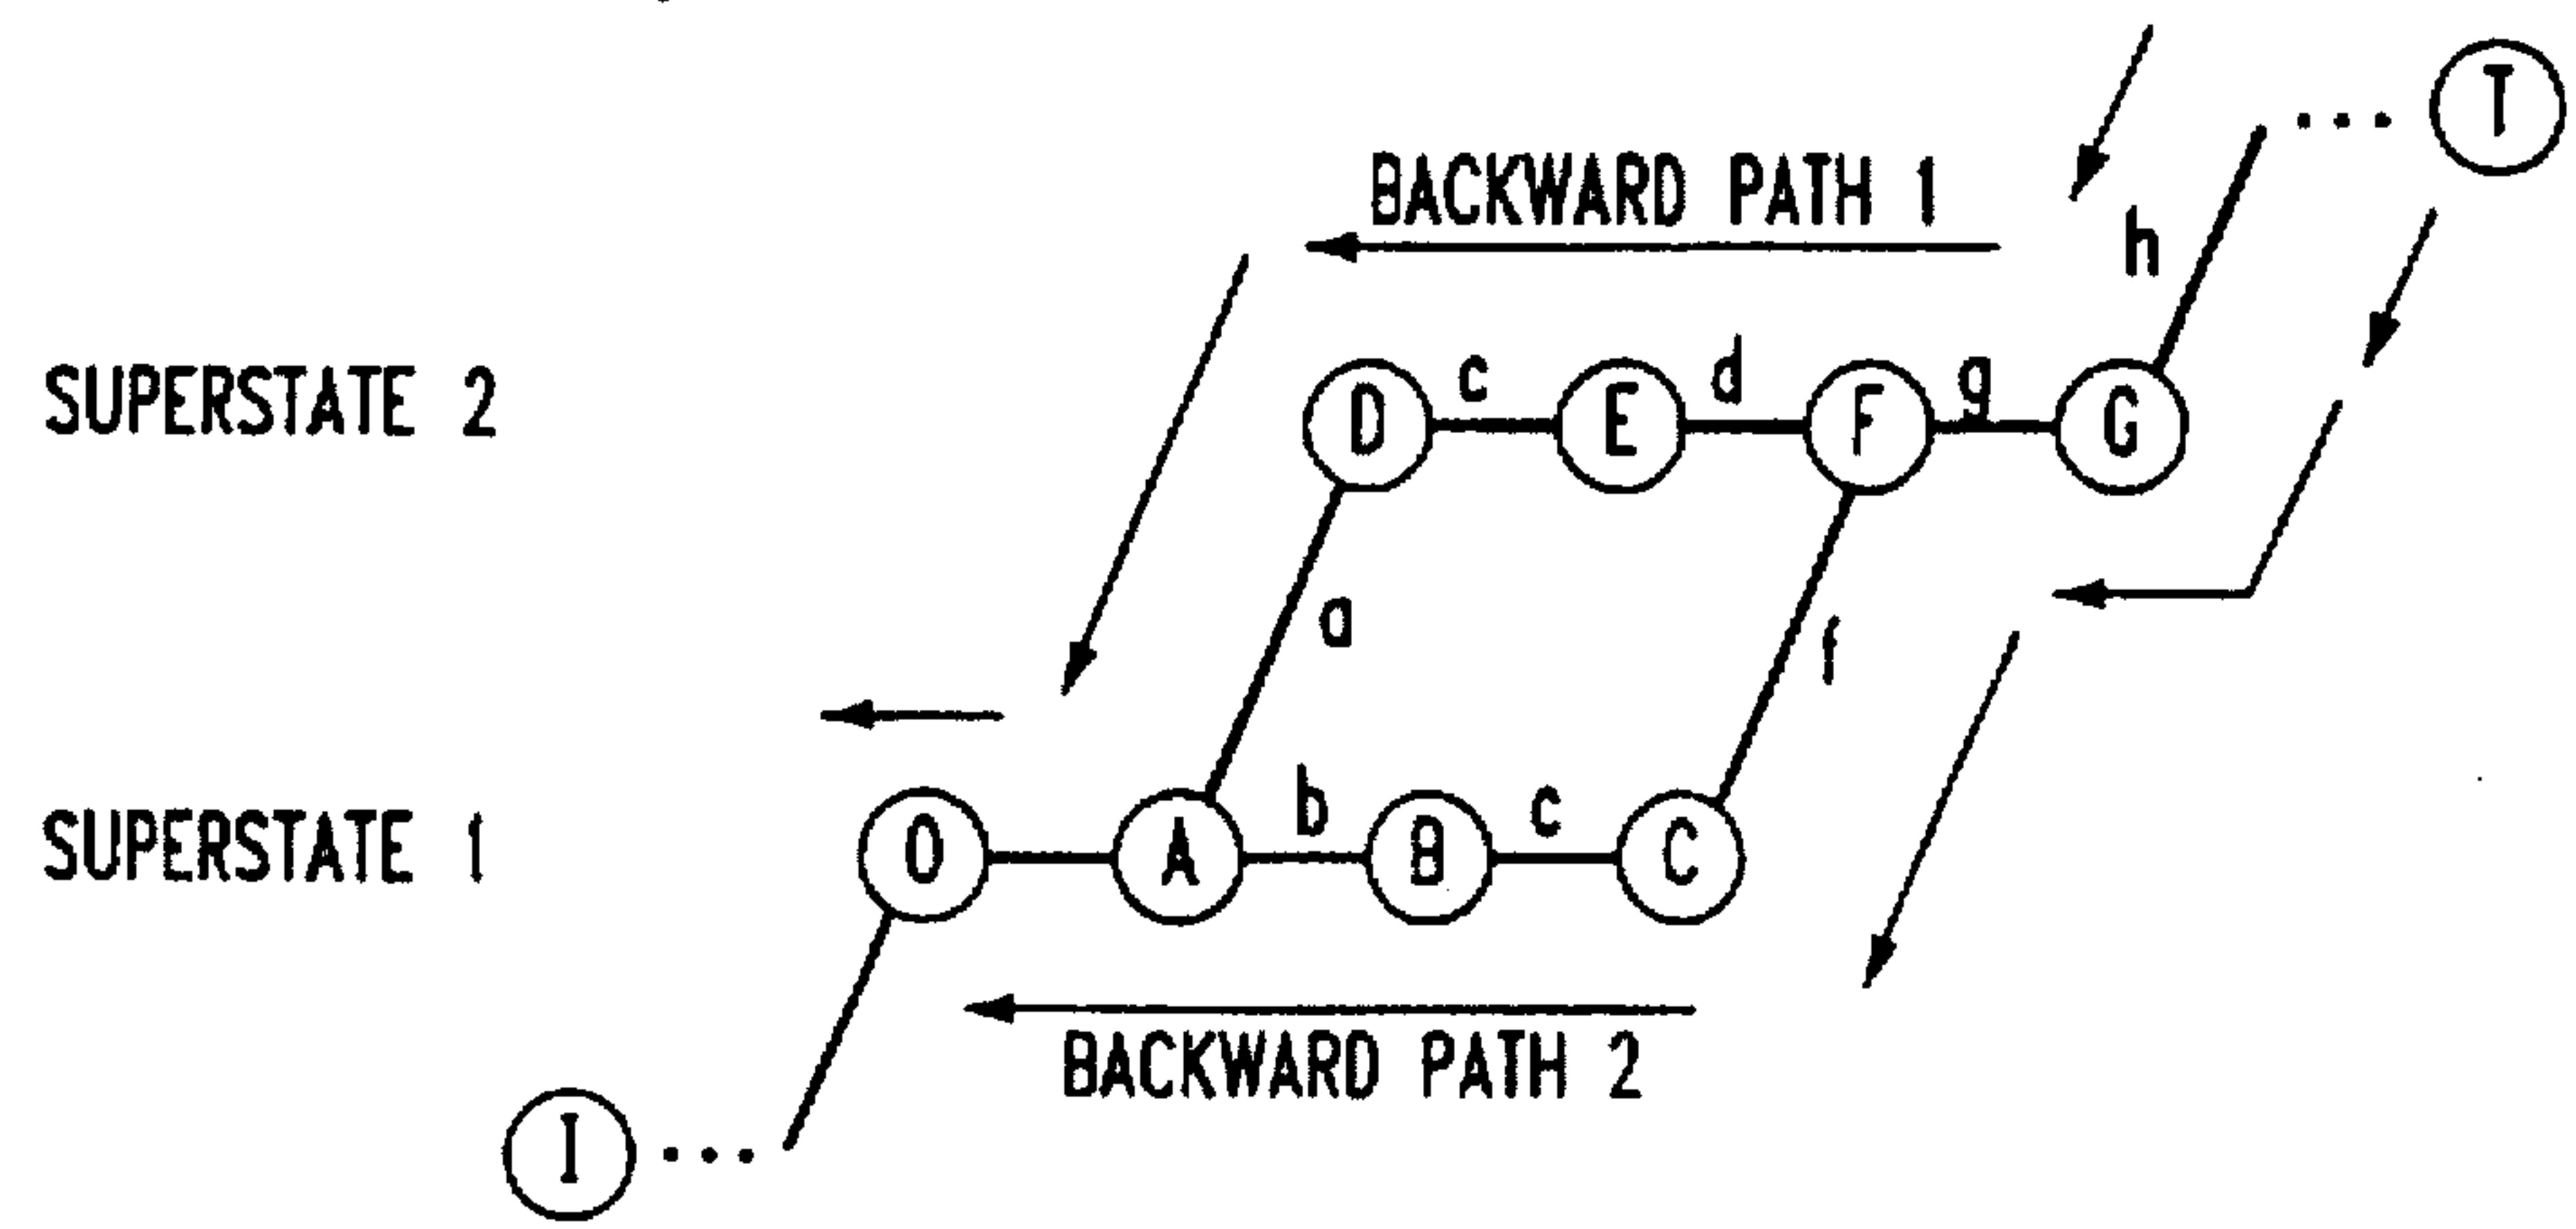 T
BACKWARD PATH 1
h
SUPERSTATE 2
D c E d F g G
a
f
SUPERSTATE 1
O A b B c C
BACKWARD PATH 2
I